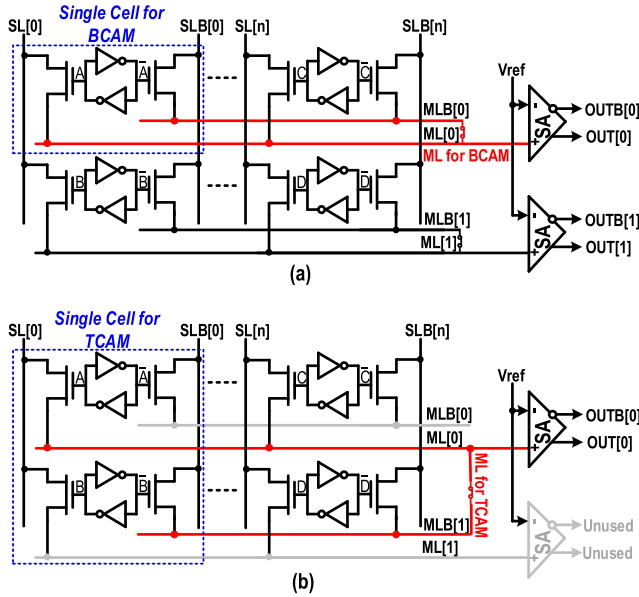 Single Cell for
BCAM
SL[0] SLB[0] SL[n] SLB[n]
A A̅ C C̅
Vref
MLB[0]
ML[0]
ML for BCAM
- SA +
OUTB[0]
OUT[0]
B B̅ D D̅
MLB[1]
ML[1]
- SA +
OUTB[1]
OUT[1]
(a)
Single Cell for
TCAM
SL[0] SLB[0] SL[n] SLB[n]
A A̅ C C̅
Vref
MLB[0]
ML[0]
- SA +
OUTB[0]
OUT[0]
B B̅ D D̅
ML for TCAM
MLB[1]
ML[1]
- SA +
Unused
Unused
(b)